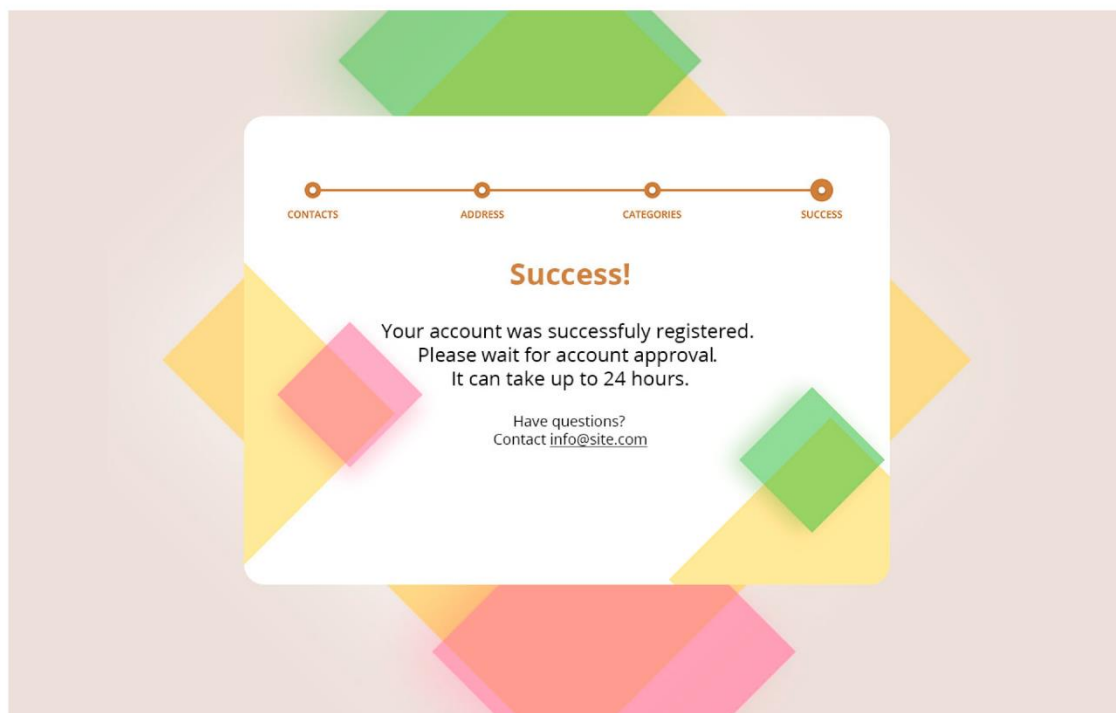 CONTACTS ADDRESS CATEGORIES SUCCESS
Success!
Your account was successfuly registered.
Please wait for account approval.
It can take up to 24 hours.
Have questions?
Contact info@site.com